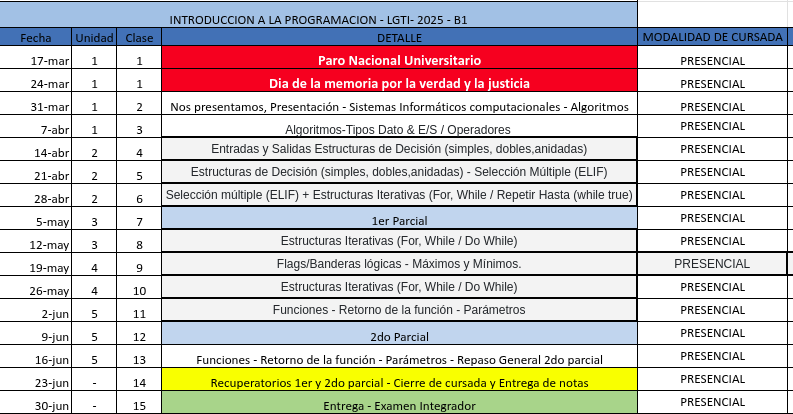 INTRODUCCION A LA PROGRAMACION - LGTI- 2025 - B1
Fecha Unidad Clase DETALLE MODALIDAD DE CURSADA
17-mar 1 1 Paro Nacional Universitario PRESENCIAL
24-mar 1 1 Dia de la memoria por la verdad y la justicia PRESENCIAL
31-mar 1 2 Nos presentamos, Presentación - Sistemas Informáticos computacionales - Algoritmos PRESENCIAL
7-abr 1 3 Algoritmos-Tipos Dato & E/S / Operadores PRESENCIAL
14-abr 2 4 Entradas y Salidas Estructuras de Decisión (simples, dobles,anidadas) PRESENCIAL
21-abr 2 5 Estructuras de Decisión (simples, dobles,anidadas) - Selección Múltiple (ELIF) PRESENCIAL
28-abr 2 6 Selección múltiple (ELIF) + Estructuras Iterativas (For, While / Repetir Hasta (while true) PRESENCIAL
5-may 3 7 1er Parcial PRESENCIAL
12-may 3 8 Estructuras Iterativas (For, While / Do While) PRESENCIAL
19-may 4 9 Flags/Banderas lógicas - Máximos y Mínimos. PRESENCIAL
26-may 4 10 Estructuras Iterativas (For, While / Do While) PRESENCIAL
2-jun 5 11 Funciones - Retorno de la función - Parámetros PRESENCIAL
9-jun 5 12 2do Parcial PRESENCIAL
16-jun 5 13 Funciones - Retorno de la función - Parámetros - Repaso General 2do parcial PRESENCIAL
23-jun - 14 Recuperatorios 1er y 2do parcial - Cierre de cursada y Entrega de notas PRESENCIAL
30-jun - 15 Entrega - Examen Integrador PRESENCIAL